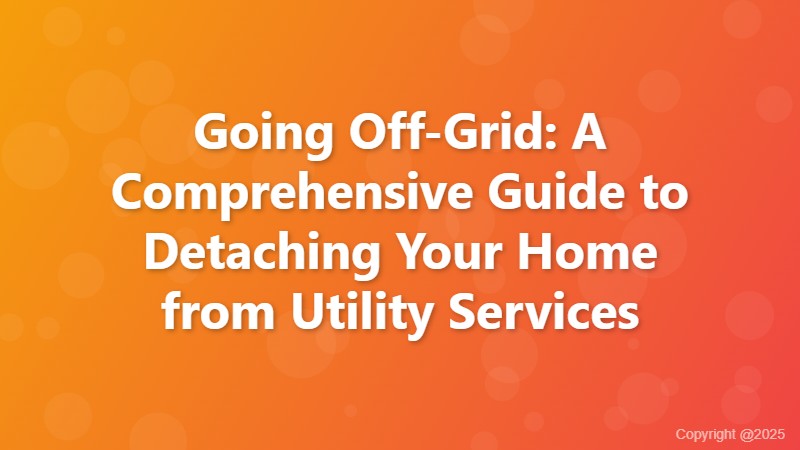 Going Off-Grid: A
Comprehensive Guide to
Detaching Your Home
from Utility Services
Copyright @2025